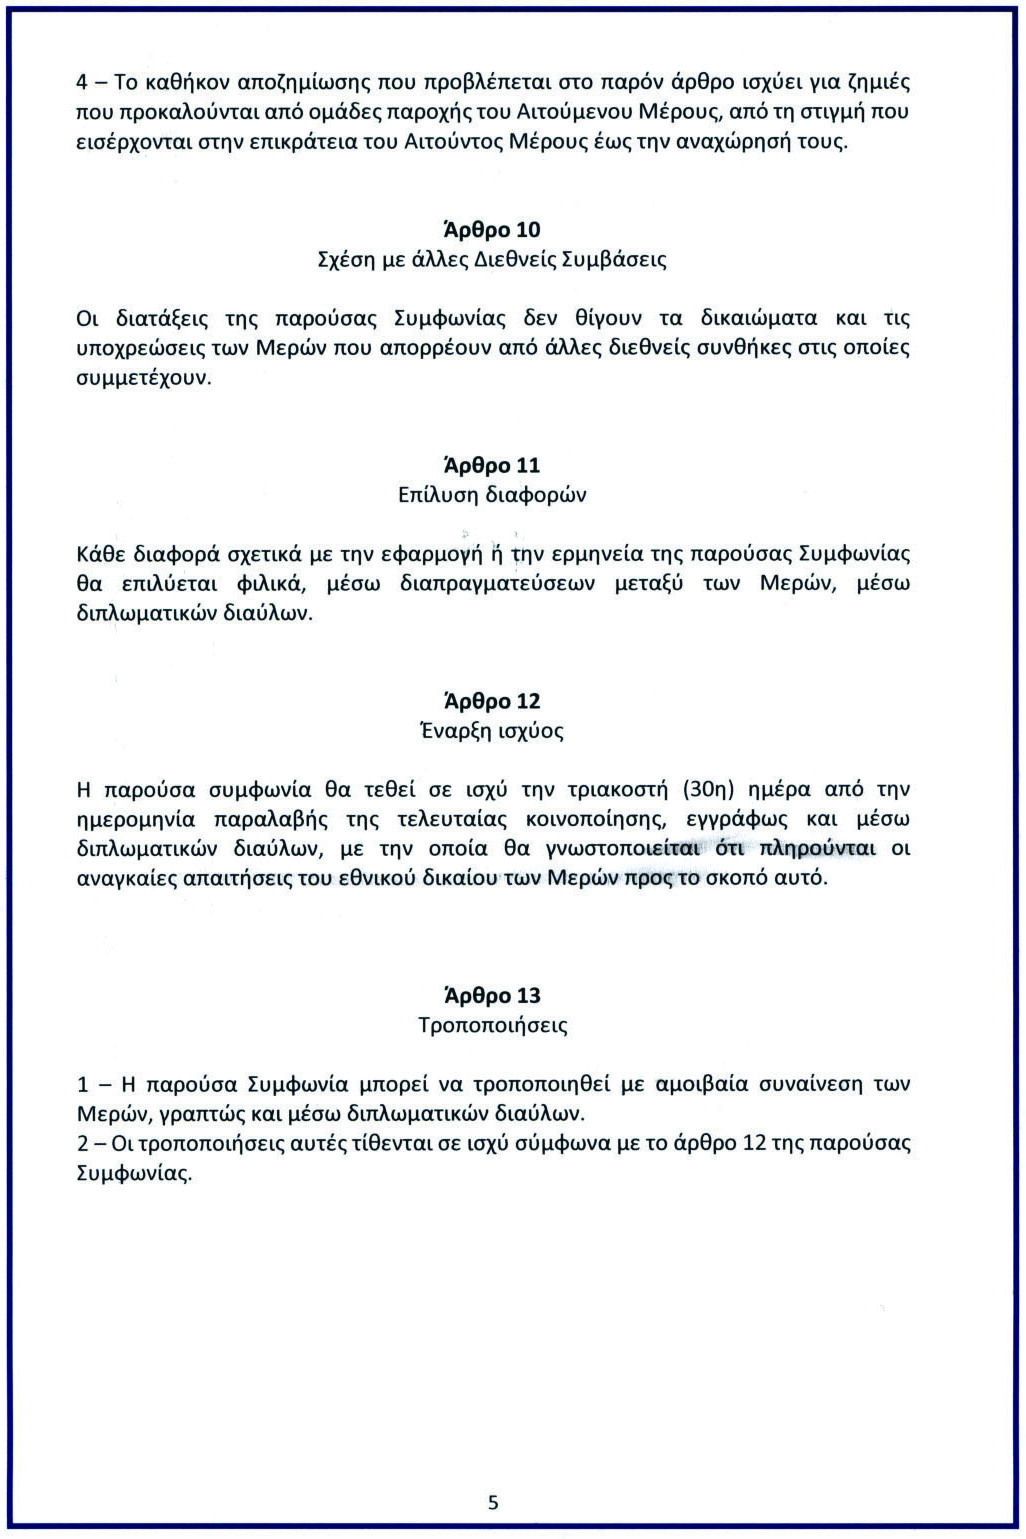 4 – Το καθήκον αποζημίωσης που προβλέπεται στο παρόν άρθρο ισχύει για ζημιές
που προκαλούνται από ομάδες παροχής του Αιτούμενου Μέρους, από τη στιγμή που
εισέρχονται στην επικράτεια του Αιτούντος Μέρους έως την αναχώρησή τους.
Άρθρο 10
Σχέση με άλλες Διεθνείς Συμβάσεις
Οι διατάξεις της παρούσας Συμφωνίας δεν θίγουν τα δικαιώματα και τις
υποχρεώσεις των Μερών που απορρέουν από άλλες διεθνείς συνθήκες στις οποίες
συμμετέχουν.
Άρθρο 11
Επίλυση διαφορών
Κάθε διαφορά σχετικά με την εφαρμογή ή την ερμηνεία της παρούσας Συμφωνίας
θα επιλύεται φιλικά, μέσω διαπραγματεύσεων μεταξύ των Μερών, μέσω
διπλωματικών διαύλων.
Άρθρο 12
Έναρξη ισχύος
Η παρούσα συμφωνία θα τεθεί σε ισχύ την τριακοστή (30η) ημέρα από την
ημερομηνία παραλαβής της τελευταίας κοινοποίησης, εγγράφως και μέσω
διπλωματικών διαύλων, με την οποία θα γνωστοποιείται ότι πληρούνται οι
αναγκαίες απαιτήσεις του εθνικού δικαίου των Μερών προς το σκοπό αυτό.
Άρθρο 13
Τροποποιήσεις
1 – Η παρούσα Συμφωνία μπορεί να τροποποιηθεί με αμοιβαία συναίνεση των
Μερών, γραπτώς και μέσω διπλωματικών διαύλων.
2 – Οι τροποποιήσεις αυτές τίθενται σε ισχύ σύμφωνα με το άρθρο 12 της παρούσας
Συμφωνίας.
5